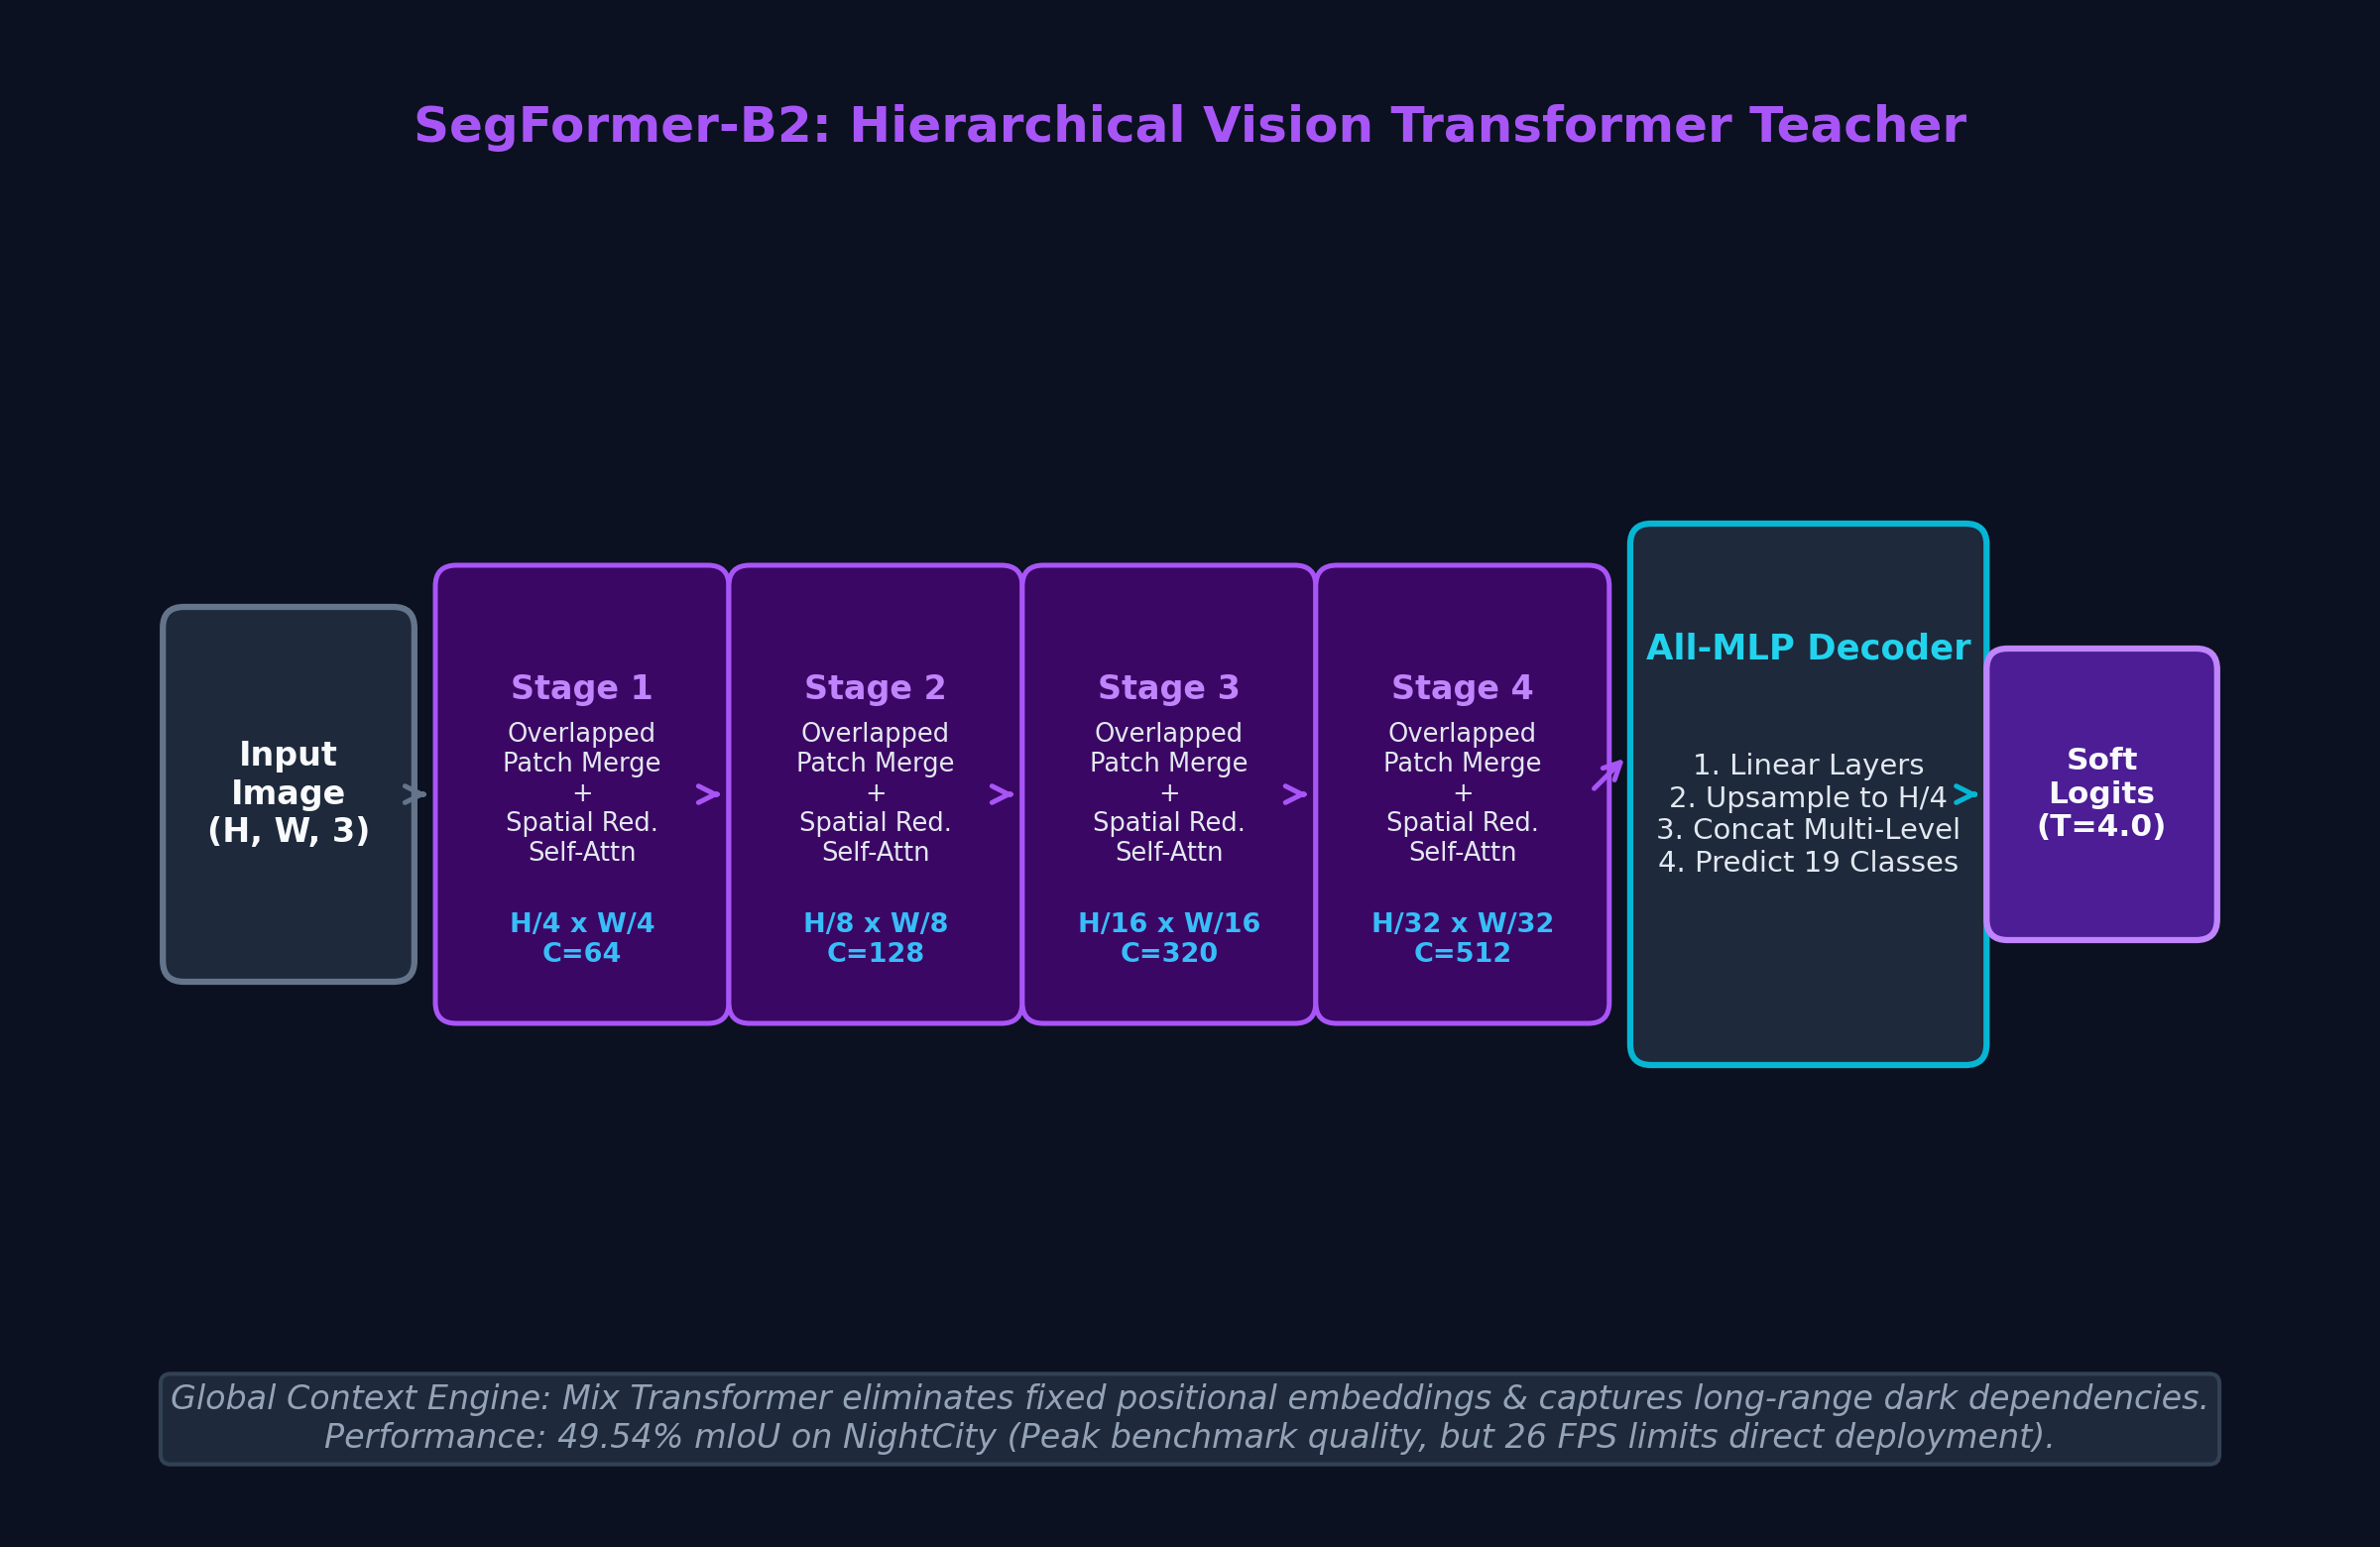 SegFormer-B2: Hierarchical Vision Transformer Teacher
Input
Image
(H, W, 3)
Stage 1
Overlapped
Patch Merge
+
Spatial Red.
Self-Attn
H/4 x W/4
C=64
Stage 2
Overlapped
Patch Merge
+
Spatial Red.
Self-Attn
H/8 x W/8
C=128
Stage 3
Overlapped
Patch Merge
+
Spatial Red.
Self-Attn
H/16 x W/16
C=320
Stage 4
Overlapped
Patch Merge
+
Spatial Red.
Self-Attn
H/32 x W/32
C=512
All-MLP Decoder
1. Linear Layers
2. Upsample to H/4
3. Concat Multi-Level
4. Predict 19 Classes
Soft
Logits
(T=4.0)
Global Context Engine: Mix Transformer eliminates fixed positional embeddings & captures long-range dark dependencies.
Performance: 49.54% mIoU on NightCity (Peak benchmark quality, but 26 FPS limits direct deployment).